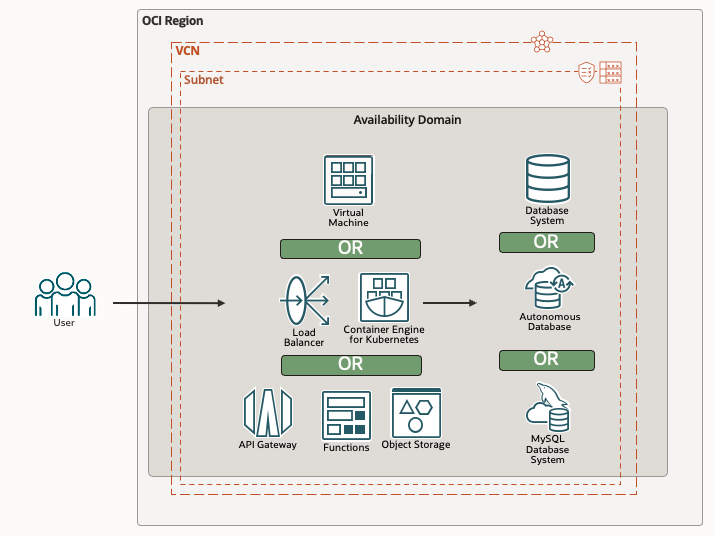 OCI Region
VCN
Subnet
Availability Domain
Virtual
Machine
OR
Load
Balancer
Container Engine
for Kubernetes
OR
API Gateway
Functions
Object Storage
Database
System
OR
A
Autonomous
Database
OR
MySQL
Database
System
User